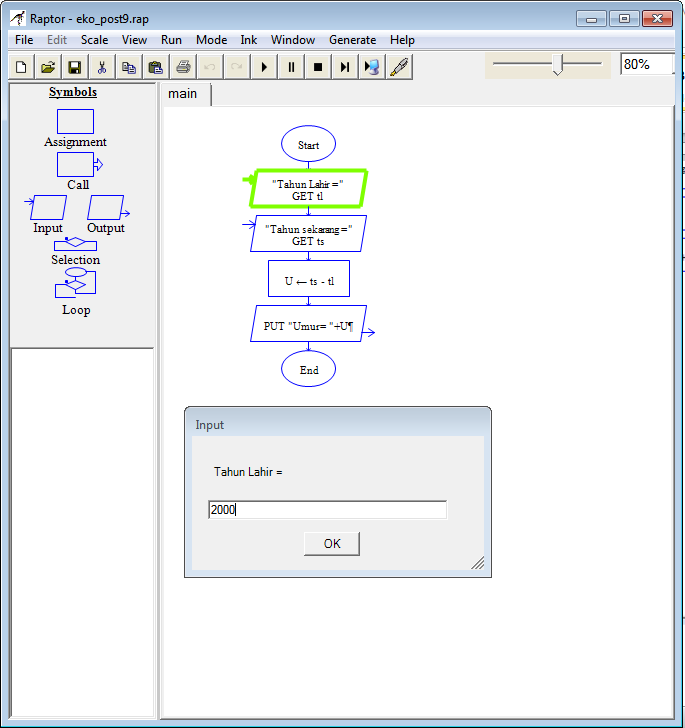 Raptor - eko_post9.rap
File Edit Scale View Run Mode Ink Window Generate Help
80%
Symbols
Assignment
Call
Input Output
Selection
Loop
main
Start
"Tahun Lahir ="
GET tl
"Tahun sekarang ="
GET ts
U ← ts - tl
PUT "Umur= "+U¶
End
Input
Tahun Lahir =
2000
OK